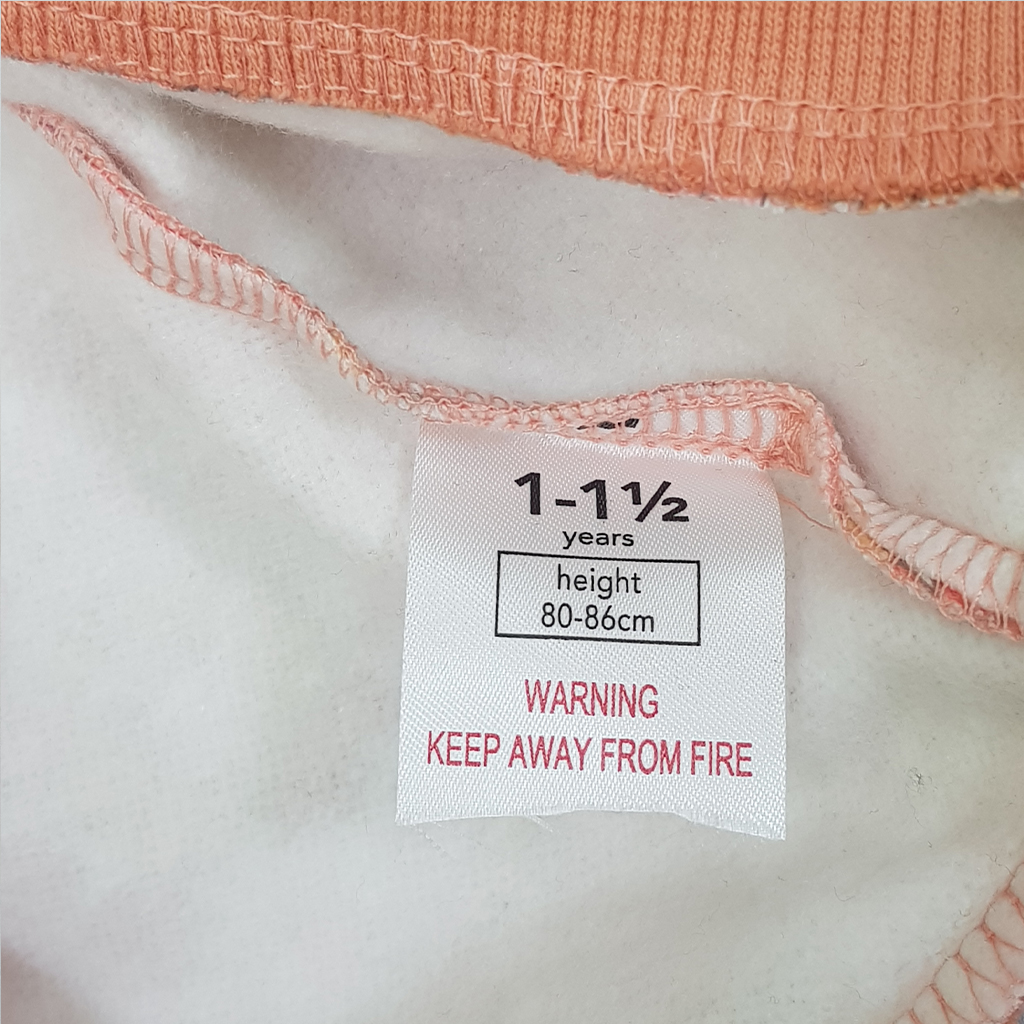 1-1½
years
height
80-86cm
WARNING
KEEP AWAY FROM FIRE